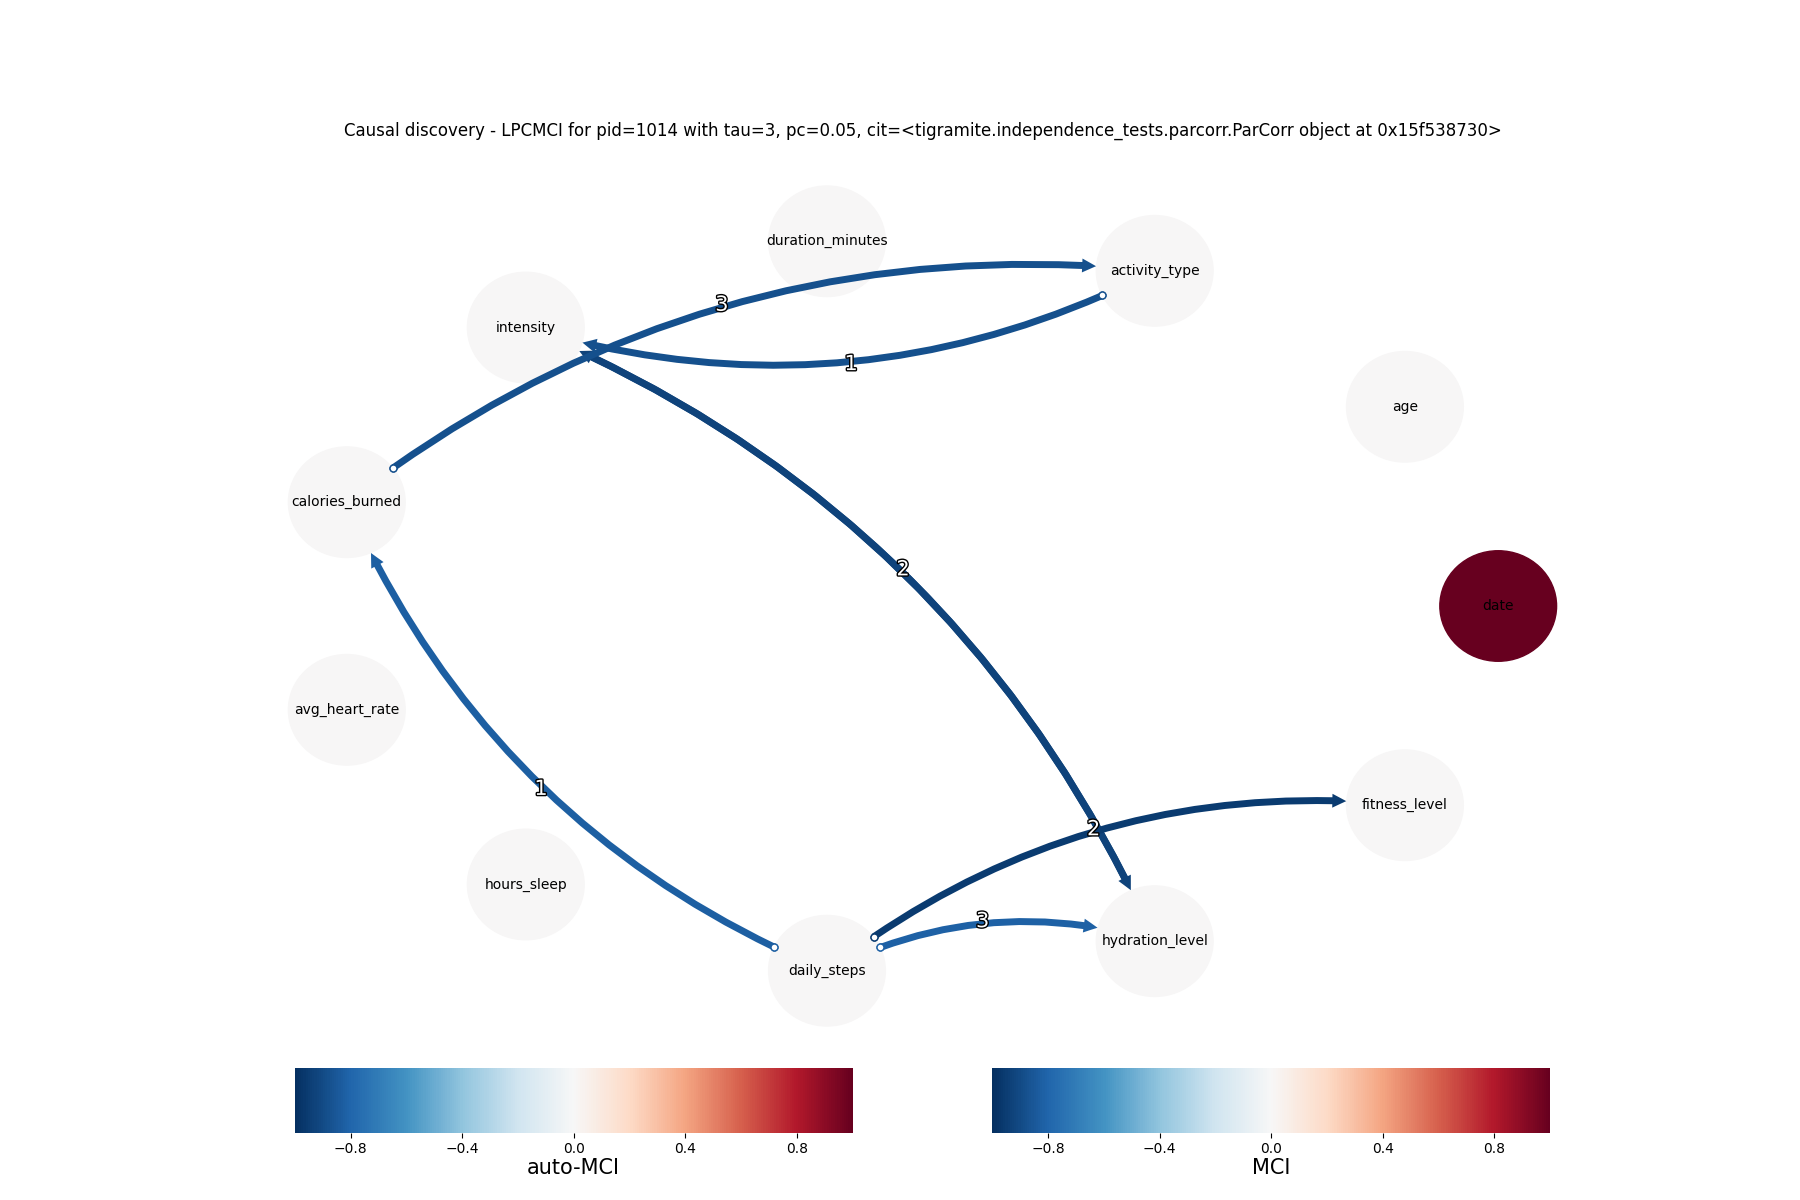 Causal discovery - LPCMCI for pid=1014 with tau=3, pc=0.05, cit=<tigramite.independence_tests.parcorr.ParCorr object at 0x15f538730>
duration_minutes
activity_type
3
intensity
1
age
calories_burned
2
date
avg_heart_rate
1
fitness_level
2
hours_sleep
3
hydration_level
daily_steps
−0.8 −0.4 0.0 0.4 0.8
auto-MCI
−0.8 −0.4 0.0 0.4 0.8
MCI